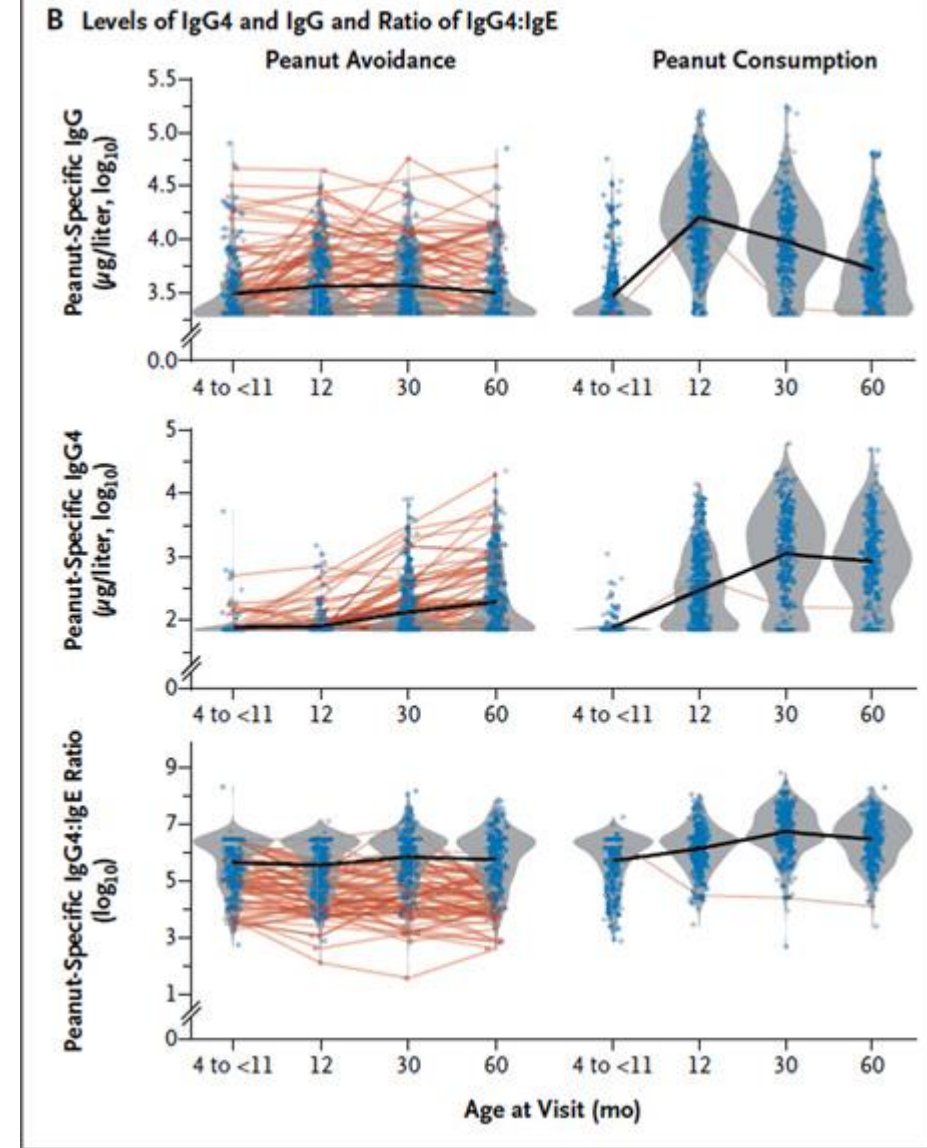 B Levels of IgG4 and IgG and Ratio of IgG4:IgE
Peanut Avoidance
Peanut Consumption
Peanut-Specific IgG
(µg/liter, log10)
5.5
5.0
4.5
4.0
3.5
0.0
4 to <11 12 30 60
4 to <11 12 30 60
Peanut-Specific IgG4
(µg/liter, log10)
5
4
3
2
0
4 to <11 12 30 60
4 to <11 12 30 60
Peanut-Specific IgG4:IgE Ratio
(log10)
9
7
5
3
1
0
4 to <11 12 30 60
4 to <11 12 30 60
Age at Visit (mo)